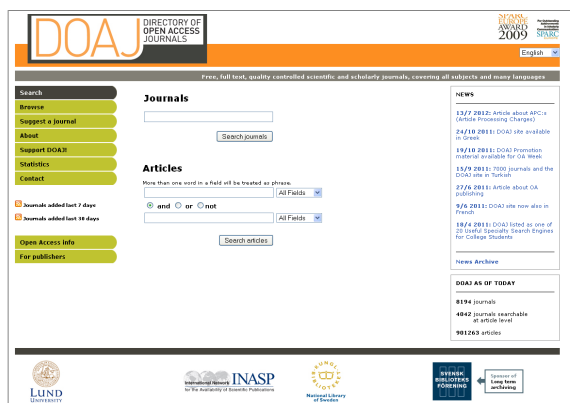 DOAJ
DIRECTORY OF
OPEN ACCESS
JOURNALS
SPARC
EUROPE
AWARD
2009
SPARC
English
Free, full text, quality controlled scientific and scholarly journals, covering all subjects and many languages
Search
Browse
Suggest a journal
About
Support DOAJ!
Statistics
Contact
Journals added last 7 days
Journals added last 30 days
Open Access info
For publishers
Journals
Search journals
Articles
More than one word in a field will be treated as phrase.
All Fields
and or not
All Fields
Search articles
NEWS
13/7 2012: Article about APC:s
(Article Processing Charges)
24/10 2011: DOAJ site available
in Greek
19/10 2011: DOAJ Promotion
material available for OA Week
15/9 2011: 7000 journals and the
DOAJ site in Turkish
27/6 2011: Article about OA
publishing
9/6 2011: DOAJ site now also in
French
18/4 2011: DOAJ listed as one of
20 Useful Specialty Search Engines
for College Students
News Archive
DOAJ AS OF TODAY
8194 journals
4042 journals searchable
at article level
901263 articles
LUND
UNIVERSITY
International Network
INASP
for the Availability of Scientific Publications
KUNGL
BIBLIOTEKET
National Library
of Sweden
SVENSK
BIBLIOTEKS
FÖRENING
Sponsor of
Long term
archiving